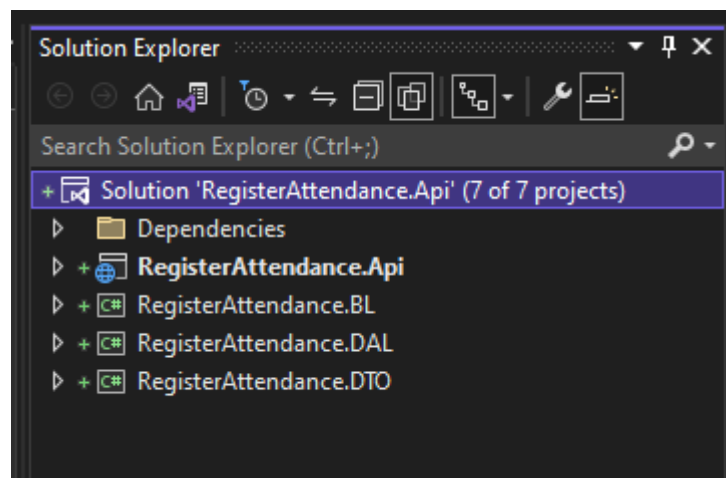 Solution Explorer
Search Solution Explorer (Ctrl+;)
Solution 'RegisterAttendance.Api' (7 of 7 projects)
Dependencies
RegisterAttendance.Api
C# RegisterAttendance.BL
C# RegisterAttendance.DAL
C# RegisterAttendance.DTO